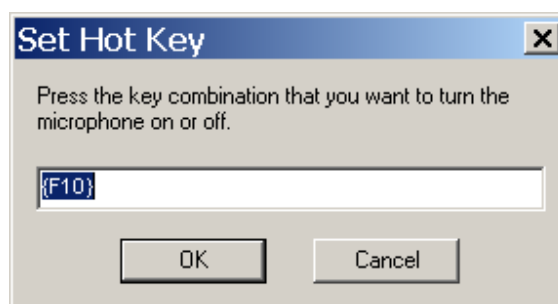 Set Hot Key
Press the key combination that you want to turn the
microphone on or off.
{F10}
OK Cancel